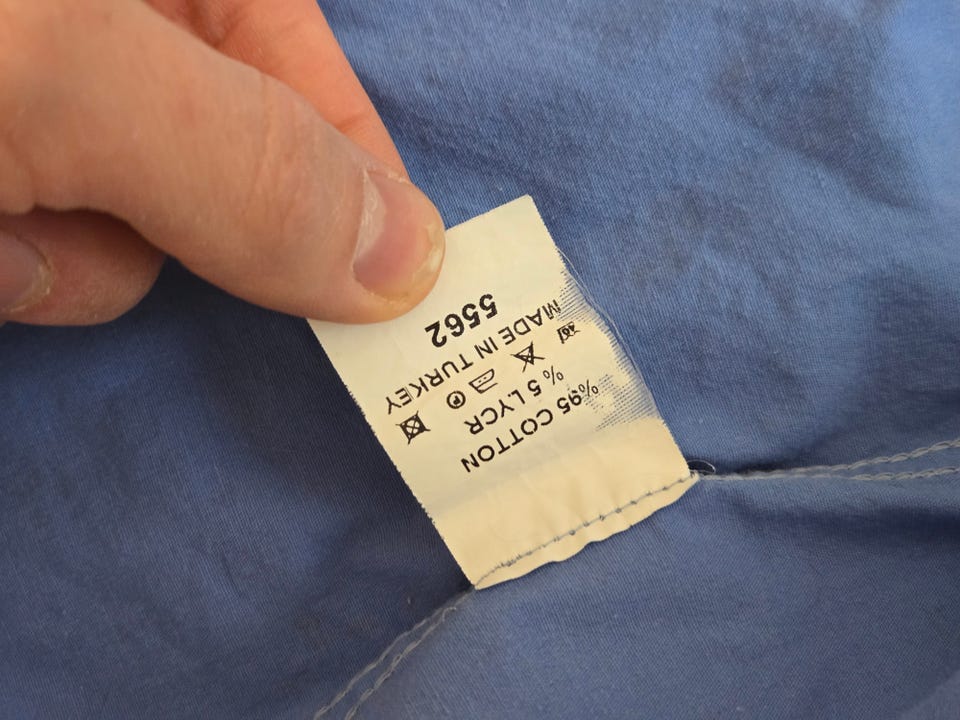 %95 COTTON
% 5 LYCR
P
MADE IN TURKEY
5562